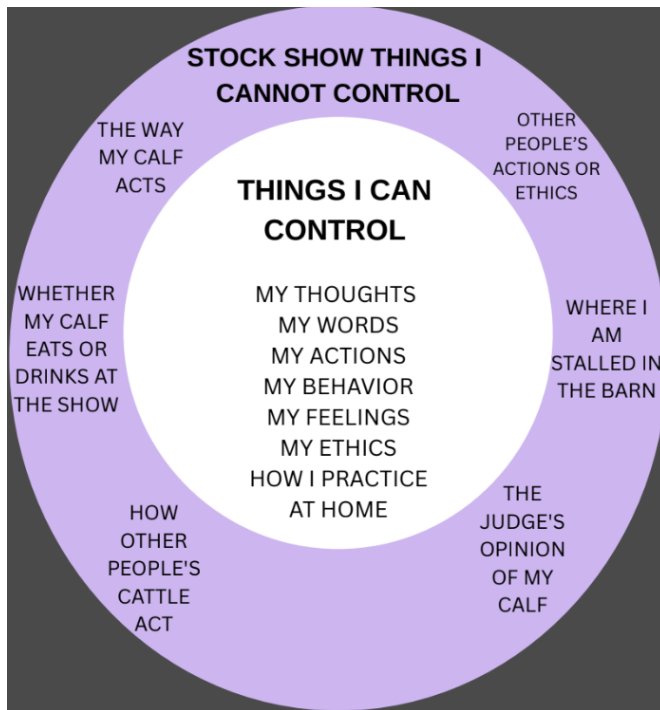 STOCK SHOW THINGS I
CANNOT CONTROL
THE WAY
MY CALF
ACTS
OTHER
PEOPLE’S
ACTIONS OR
ETHICS
THINGS I CAN
CONTROL
MY THOUGHTS
MY WORDS
MY ACTIONS
MY BEHAVIOR
MY FEELINGS
MY ETHICS
HOW I PRACTICE
AT HOME
WHETHER
MY CALF
EATS OR
DRINKS AT
THE SHOW
WHERE I
AM
STALLED IN
THE BARN
HOW
OTHER
PEOPLE'S
CATTLE
ACT
THE
JUDGE'S
OPINION
OF MY
CALF